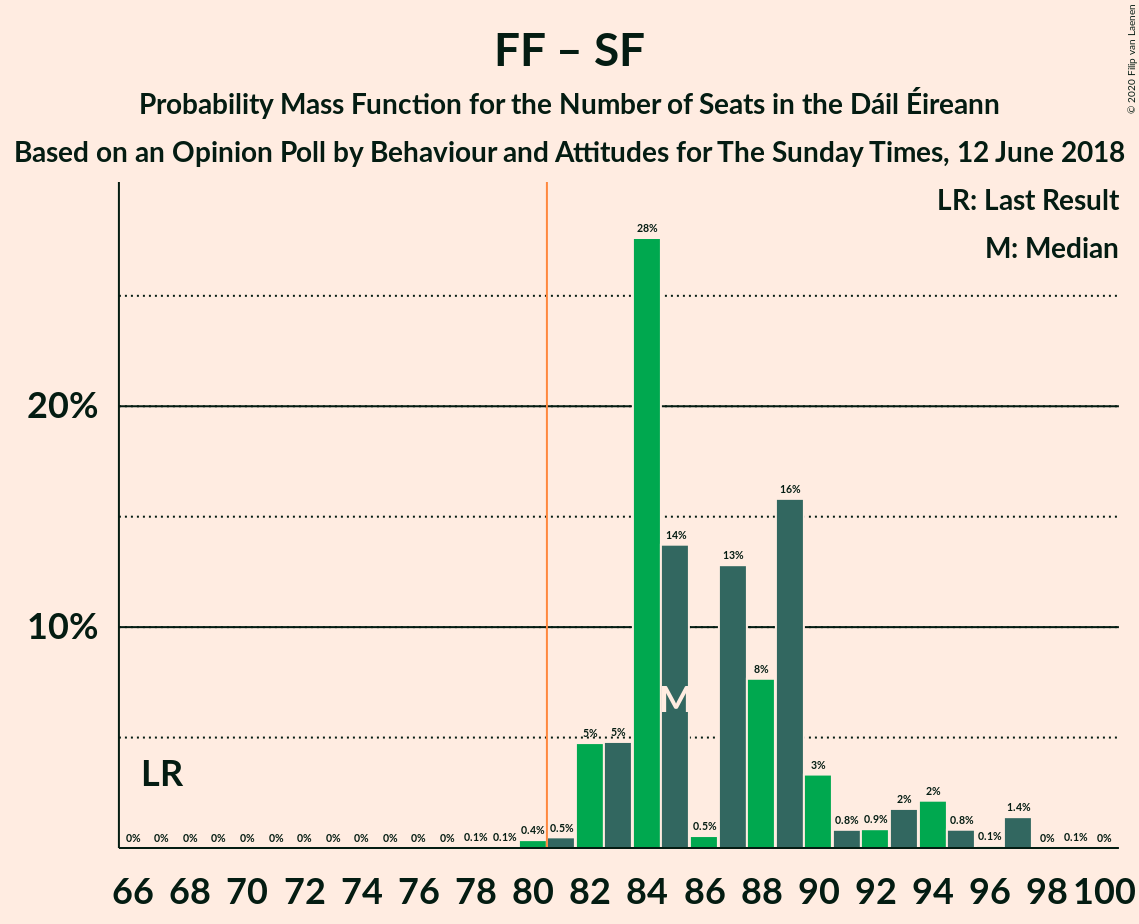 FF – SF
Probability Mass Function for the Number of Seats in the Dáil Éireann
Based on an Opinion Poll by Behaviour and Attitudes for The Sunday Times, 12 June 2018
© 2020 Filip van Laenen
LR: Last Result
M: Median
28%
20%
16%
14%
13%
10%
8%
M
5% 5%
LR
3%
2% 2%
1.4%
0% 0% 0% 0% 0% 0% 0% 0% 0% 0% 0% 0% 0.1% 0.1% 0.4% 0.5% 0.5% 0.8% 0.9% 0.8% 0.1% 0% 0.1% 0%
66 68 70 72 74 76 78 80 82 84 86 88 90 92 94 96 98 100